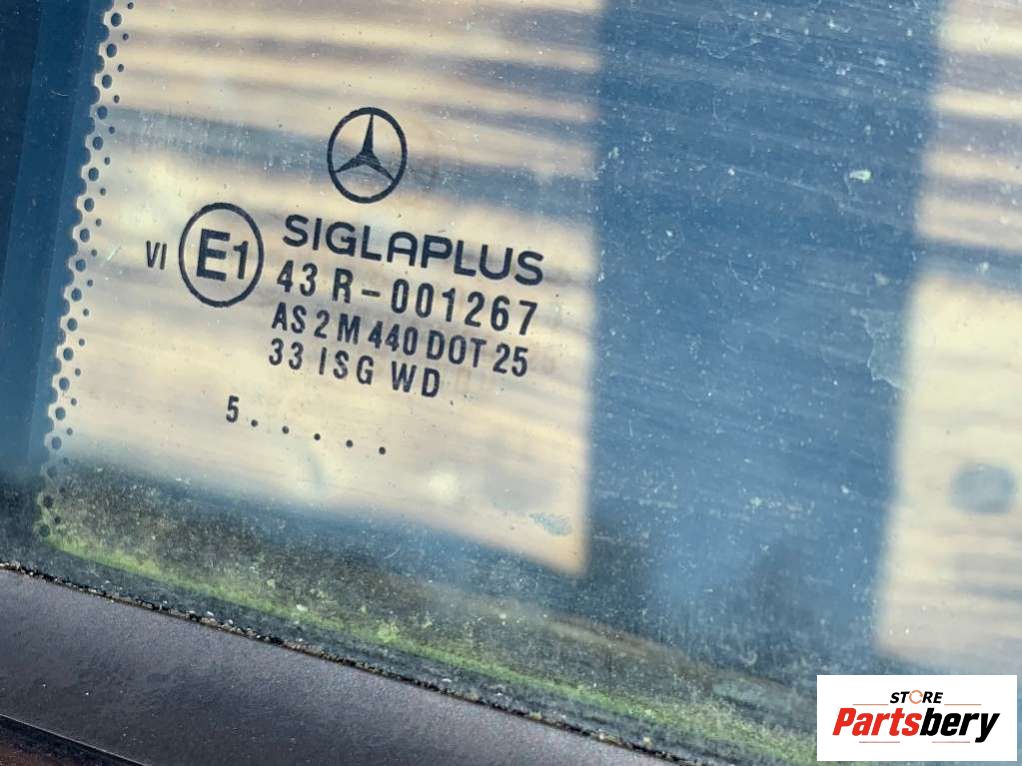 SIGLAPLUS
VI E1 43 R-001267
AS 2 M 440 DOT 25
33 ISG WD
5.....
STORE
Partsbery